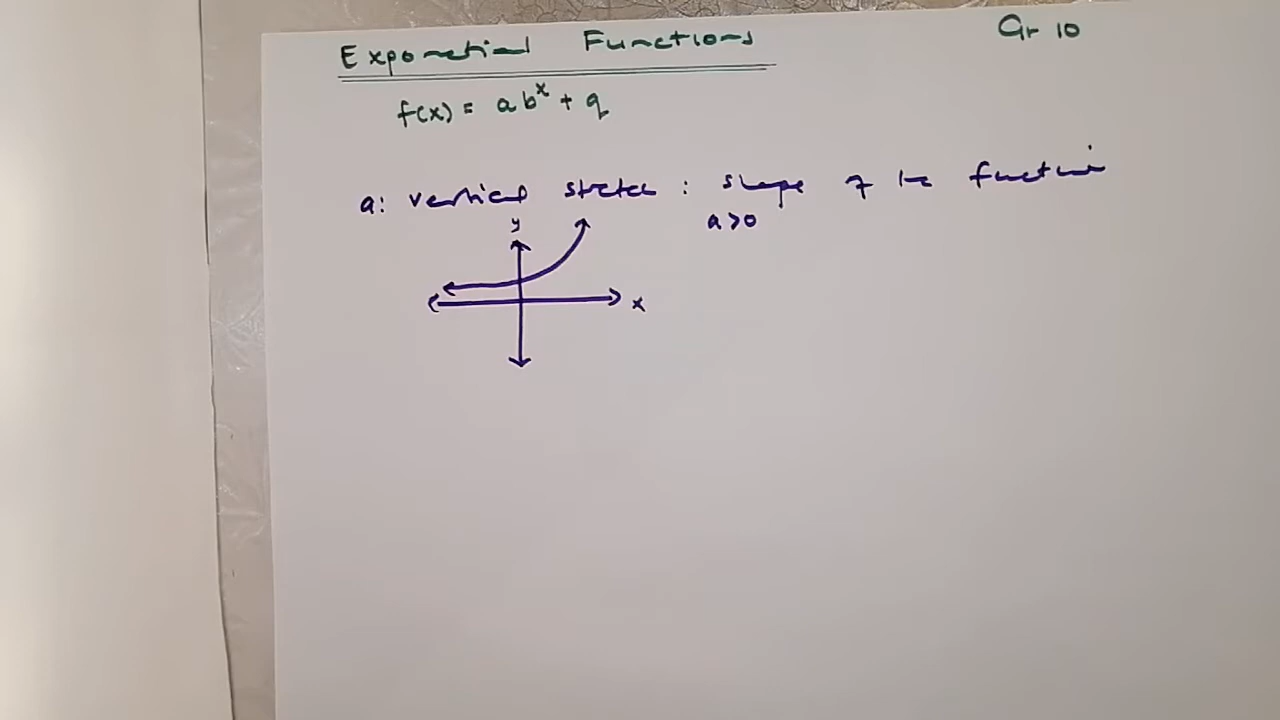 Exponential Functions Gr 10
f(x) = ab^x + q
a: vertical stretch : shape of the function
a > 0
y
x